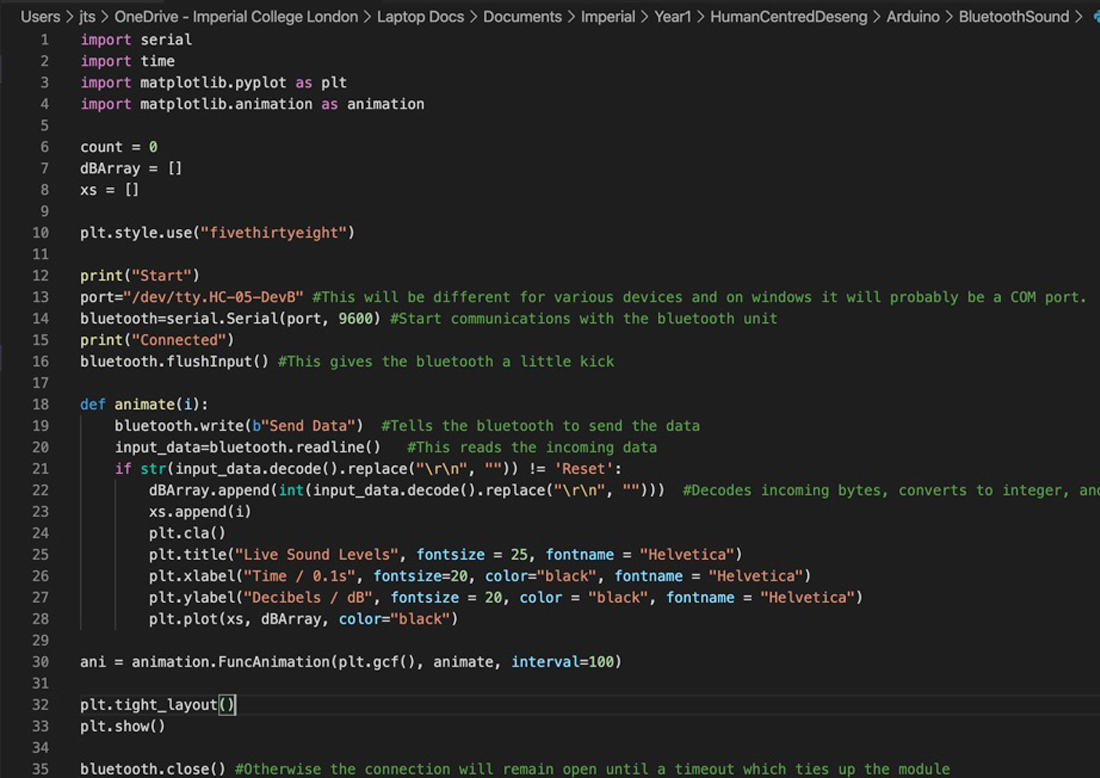 Users > jts > OneDrive - Imperial College London > Laptop Docs > Documents > Imperial > Year1 > HumanCentredDeseng > Arduino > BluetoothSound >
1 import serial
2 import time
3 import matplotlib.pyplot as plt
4 import matplotlib.animation as animation
5
6 count = 0
7 dBArray = []
8 xs = []
9
10 plt.style.use("fivethirtyeight")
11
12 print("Start")
13 port="/dev/tty.HC-05-DevB" #This will be different for various devices and on windows it will probably be a COM port.
14 bluetooth=serial.Serial(port, 9600) #Start communications with the bluetooth unit
15 print("Connected")
16 bluetooth.flushInput() #This gives the bluetooth a little kick
17
18 def animate(i):
19     bluetooth.write(b"Send Data")  #Tells the bluetooth to send the data
20     input_data=bluetooth.readline()   #This reads the incoming data
21     if str(input_data.decode().replace("\r\n", "")) != 'Reset':
22         dBArray.append(int(input_data.decode().replace("\r\n", "")))  #Decodes incoming bytes, converts to integer, and
23         xs.append(i)
24         plt.cla()
25         plt.title("Live Sound Levels", fontsize = 25, fontname = "Helvetica")
26         plt.xlabel("Time / 0.1s", fontsize=20, color="black", fontname = "Helvetica")
27         plt.ylabel("Decibels / dB", fontsize = 20, color = "black", fontname = "Helvetica")
28         plt.plot(xs, dBArray, color="black")
29
30 ani = animation.FuncAnimation(plt.gcf(), animate, interval=100)
31
32 plt.tight_layout()
33 plt.show()
34
35 bluetooth.close() #Otherwise the connection will remain open until a timeout which ties up the module